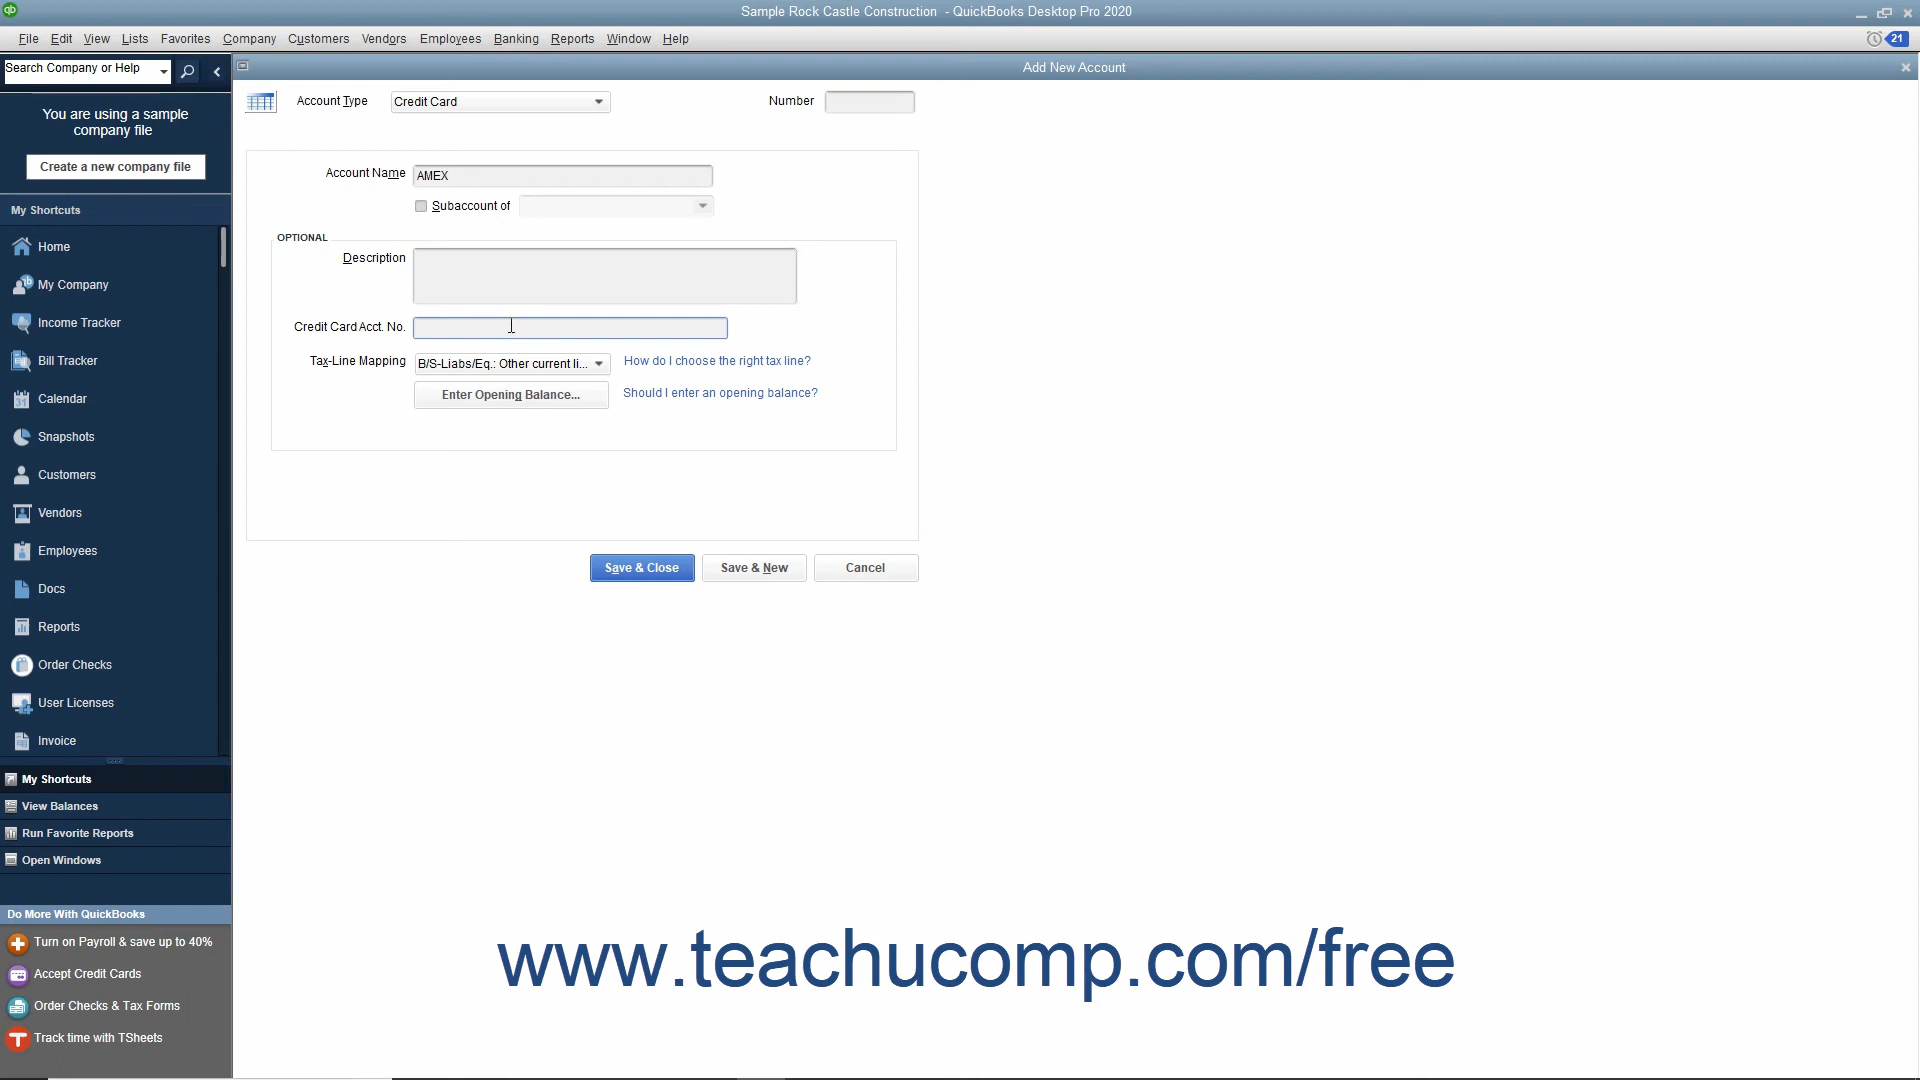 Sample Rock Castle Construction - QuickBooks Desktop Pro 2020
File Edit View Lists Favorites Company Customers Vendors Employees Banking Reports Window Help
21
Search Company or Help
Add New Account
You are using a sample
company file
Create a new company file
My Shortcuts
Home
My Company
Income Tracker
Bill Tracker
Calendar
Snapshots
Customers
Vendors
Employees
Docs
Reports
Order Checks
User Licenses
Invoice
My Shortcuts
View Balances
Run Favorite Reports
Open Windows
Do More With QuickBooks
Turn on Payroll & save up to 40%
Accept Credit Cards
Order Checks & Tax Forms
Track time with TSheets
Account Type Credit Card Number
Account Name AMEX
Subaccount of
OPTIONAL
Description
Credit Card Acct. No.
Tax-Line Mapping B/S-Liabs/Eq.: Other current li... How do I choose the right tax line?
Enter Opening Balance... Should I enter an opening balance?
Save & Close Save & New Cancel
www.teachucomp.com/free